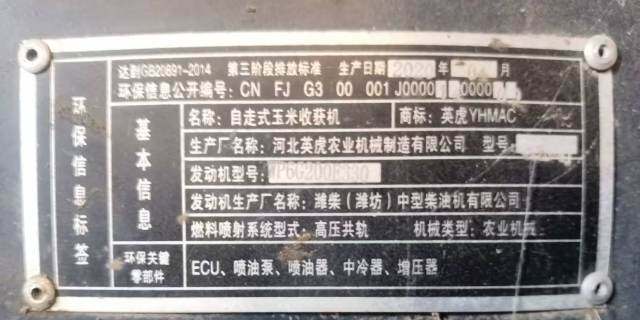 达到GB20891-2014 第三阶段排放标准 生产日期 2020 年 月
环保信息公开编号: CN FJ G3 00 001 J0000 0000
环保信息标签
基本信息
名称: 自走式玉米收获机 商标: 英虎YHMAC
生产厂名称: 河北英虎农业机械制造有限公司 型号:
发动机型号: WP6G200E330
发动机生产厂名称: 潍柴(潍坊)中型柴油机有限公司
燃料喷射系统型式: 高压共轨 机械类型: 农业机械
环保关键零部件
ECU、喷油泵、喷油器、中冷器、增压器